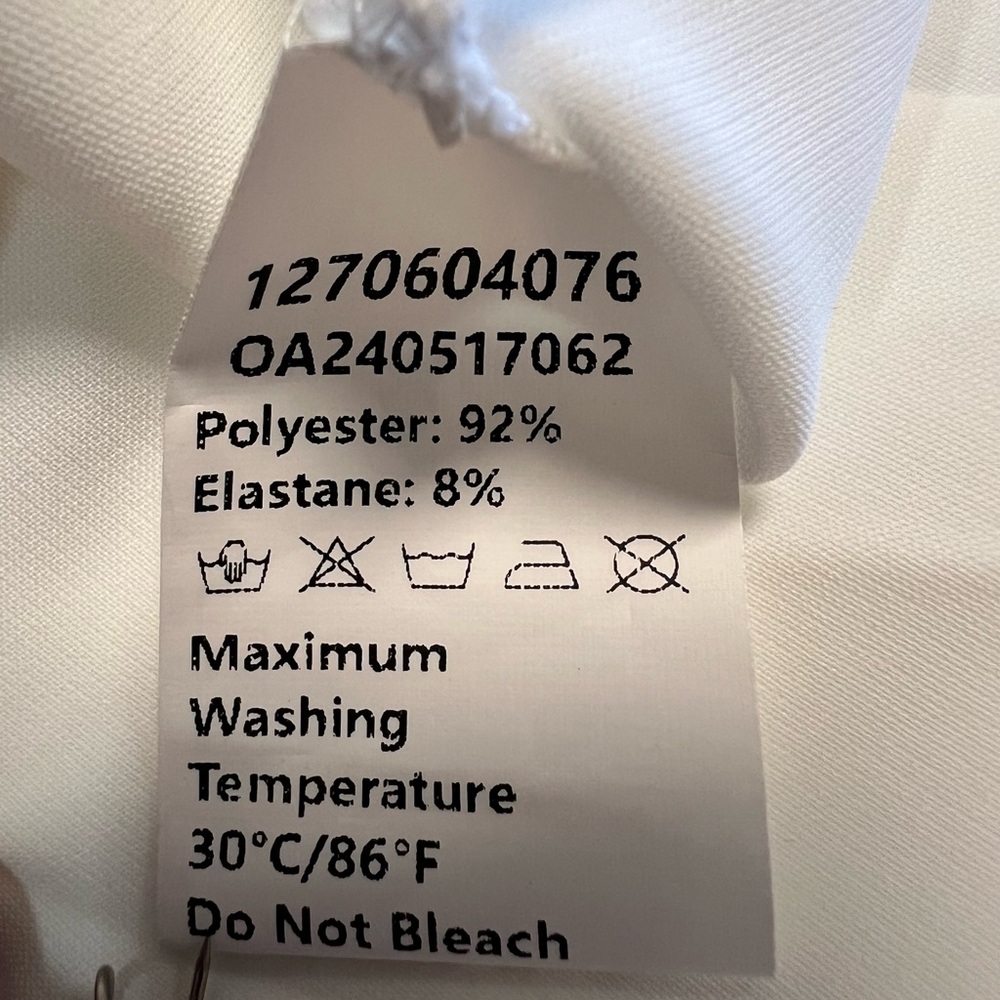 1270604076
OA240517062
Polyester: 92%
Elastane: 8%
Maximum
Washing
Temperature
30°C/86°F
Do Not Bleach